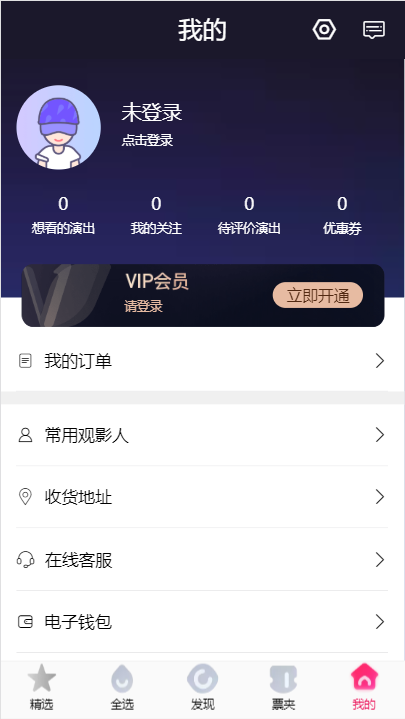 我的
未登录
点击登录
0 0 0 0
想看的演出 我的关注 待评价演出 优惠券
VIP会员
请登录
立即开通
我的订单
常用观影人
收货地址
在线客服
电子钱包
精选 全选 发现 票夹 我的